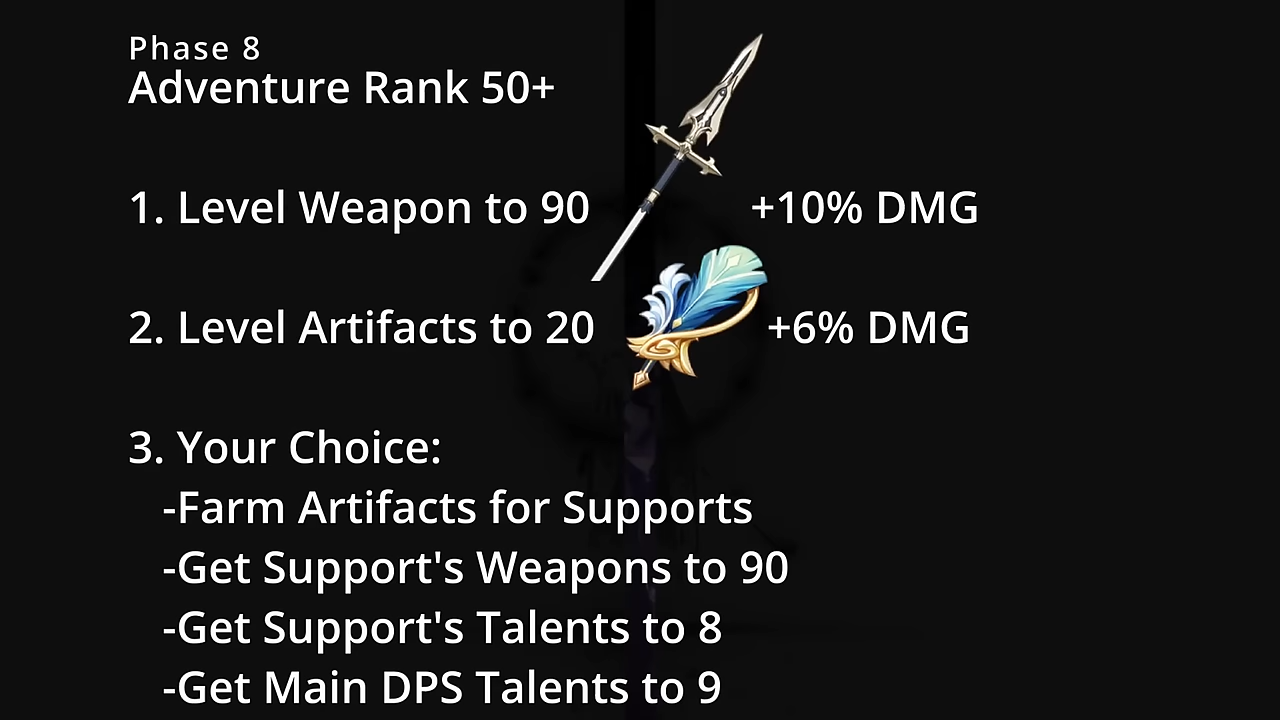 Phase 8
Adventure Rank 50+
1. Level Weapon to 90 +10% DMG
2. Level Artifacts to 20 +6% DMG
3. Your Choice:
-Farm Artifacts for Supports
-Get Support's Weapons to 90
-Get Support's Talents to 8
-Get Main DPS Talents to 9